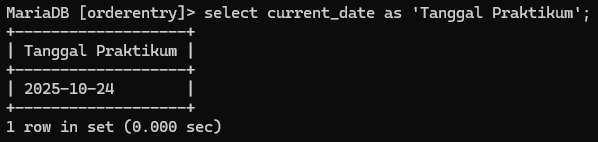 MariaDB [orderentry]> select current_date as 'Tanggal Praktikum';
+-------------------+
| Tanggal Praktikum |
+-------------------+
| 2025-10-24        |
+-------------------+
1 row in set (0.000 sec)